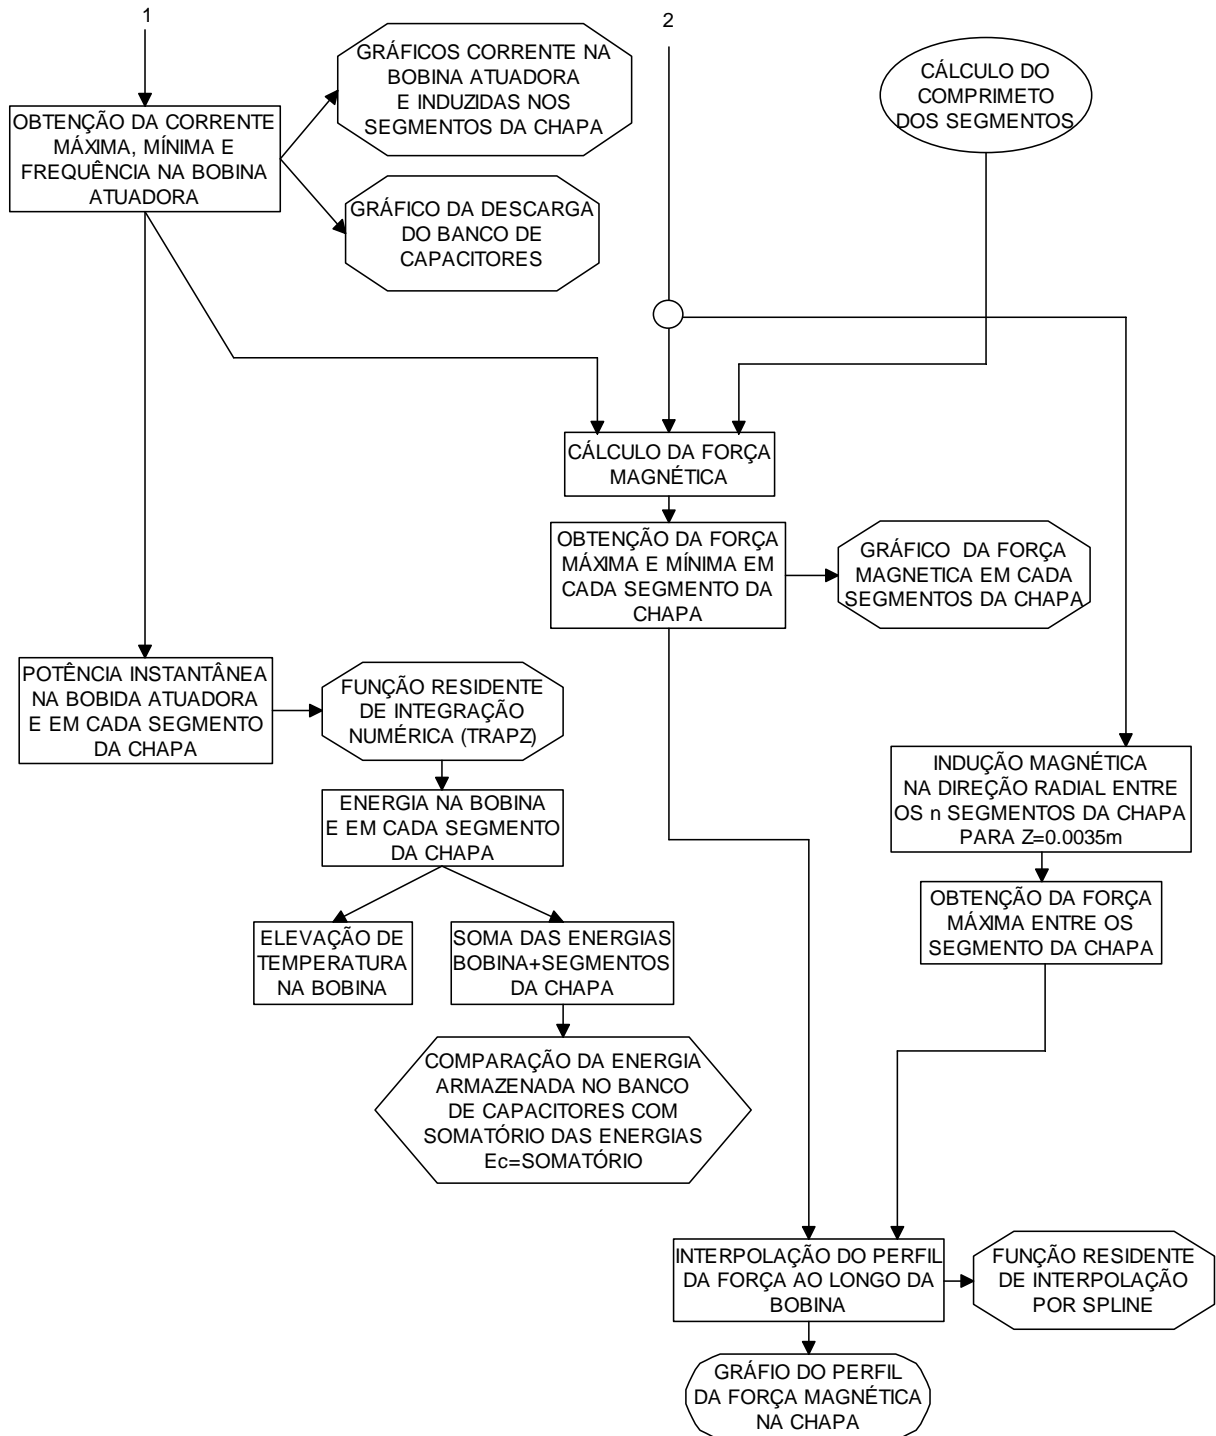 1
2
GRÁFICOS CORRENTE NA
BOBINA ATUADORA
E INDUZIDAS NOS
SEGMENTOS DA CHAPA
CÁLCULO DO
COMPRIMETO
DOS SEGMENTOS
OBTENÇÃO DA CORRENTE
MÁXIMA, MÍNIMA E
FREQUÊNCIA NA BOBINA
ATUADORA
GRÁFICO DA DESCARGA
DO BANCO DE
CAPACITORES
CÁLCULO DA FORÇA
MAGNÉTICA
OBTENÇÃO DA FORÇA
MÁXIMA E MÍNIMA EM
CADA SEGMENTO DA
CHAPA
GRÁFICO DA FORÇA
MAGNETICA EM CADA
SEGMENTOS DA CHAPA
POTÊNCIA INSTANTÂNEA
NA BOBIDA ATUADORA
E EM CADA SEGMENTO
DA CHAPA
FUNÇÃO RESIDENTE
DE INTEGRAÇÃO
NUMÉRICA (TRAPZ)
INDUÇÃO MAGNÉTICA
NA DIREÇÃO RADIAL ENTRE
OS n SEGMENTOS DA CHAPA
PARA Z=0.0035m
ENERGIA NA BOBINA
E EM CADA SEGMENTO
DA CHAPA
OBTENÇÃO DA FORÇA
MÁXIMA ENTRE OS
SEGMENTO DA CHAPA
ELEVAÇÃO DE
TEMPERATURA
NA BOBINA
SOMA DAS ENERGIAS
BOBINA+SEGMENTOS
DA CHAPA
COMPARAÇÃO DA ENERGIA
ARMAZENADA NO BANCO
DE CAPACITORES COM
SOMATÓRIO DAS ENERGIAS
Ec=SOMATÓRIO
INTERPOLAÇÃO DO PERFIL
DA FORÇA AO LONGO DA
BOBINA
FUNÇÃO RESIDENTE
DE INTERPOLAÇÃO
POR SPLINE
GRÁFIO DO PERFIL
DA FORÇA MAGNÉTICA
NA CHAPA